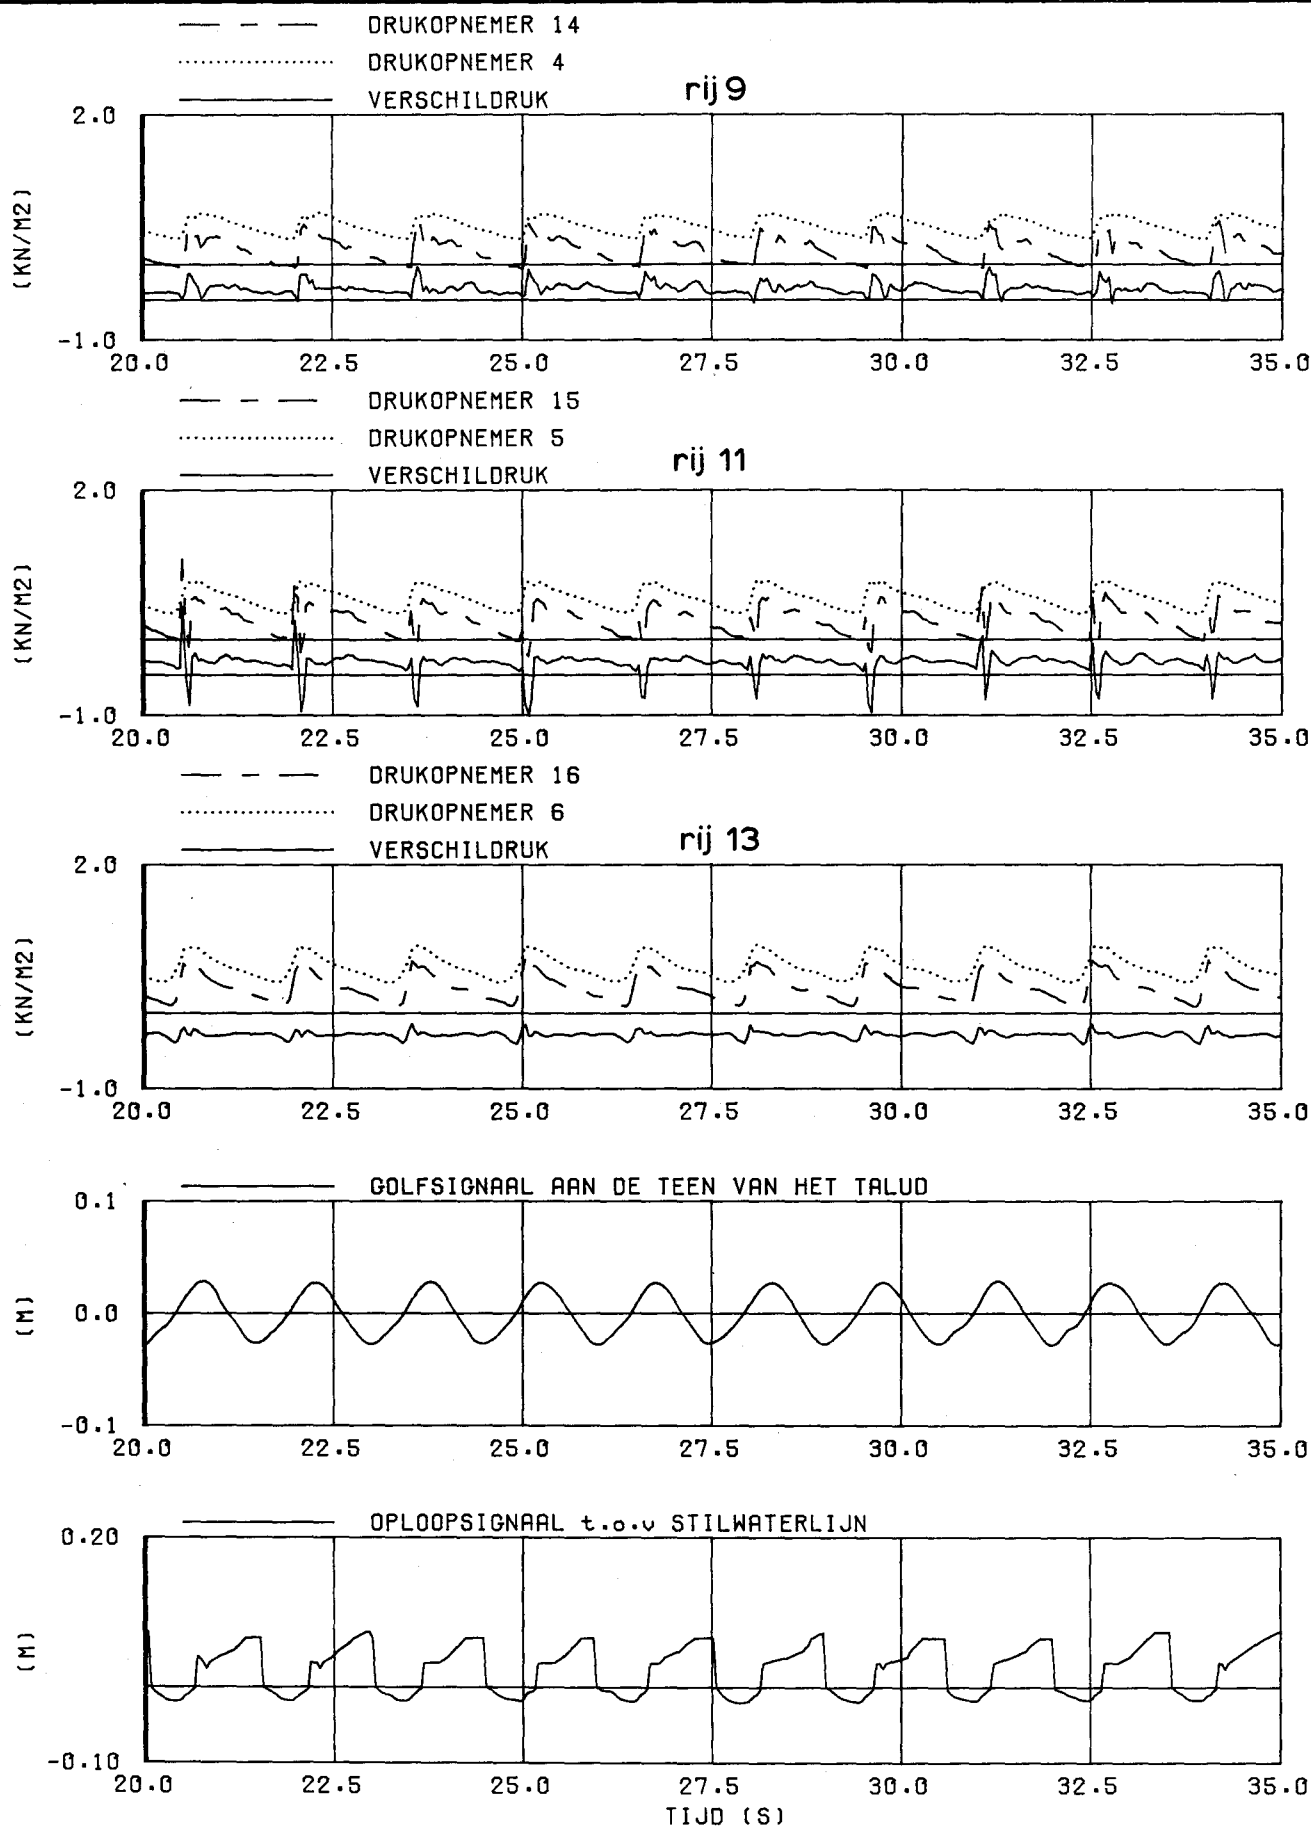 DRUKOPNEMER 14
DRUKOPNEMER 4
VERSCHILDRUK
rij 9
2.0
(KN/M2)
-1.0
20.0 22.5 25.0 27.5 30.0 32.5 35.0
DRUKOPNEMER 15
DRUKOPNEMER 5
VERSCHILDRUK
rij 11
2.0
(KN/M2)
-1.0
20.0 22.5 25.0 27.5 30.0 32.5 35.0
DRUKOPNEMER 16
DRUKOPNEMER 6
VERSCHILDRUK
rij 13
2.0
(KN/M2)
-1.0
20.0 22.5 25.0 27.5 30.0 32.5 35.0
GOLFSIGNAAL AAN DE TEEN VAN HET TALUD
0.1
(M)
0.0
-0.1
20.0 22.5 25.0 27.5 30.0 32.5 35.0
OPLOOPSIGNAAL t.o.v STILWATERLIJN
0.20
(M)
-0.10
20.0 22.5 25.0 27.5 30.0 32.5 35.0
TIJD (S)